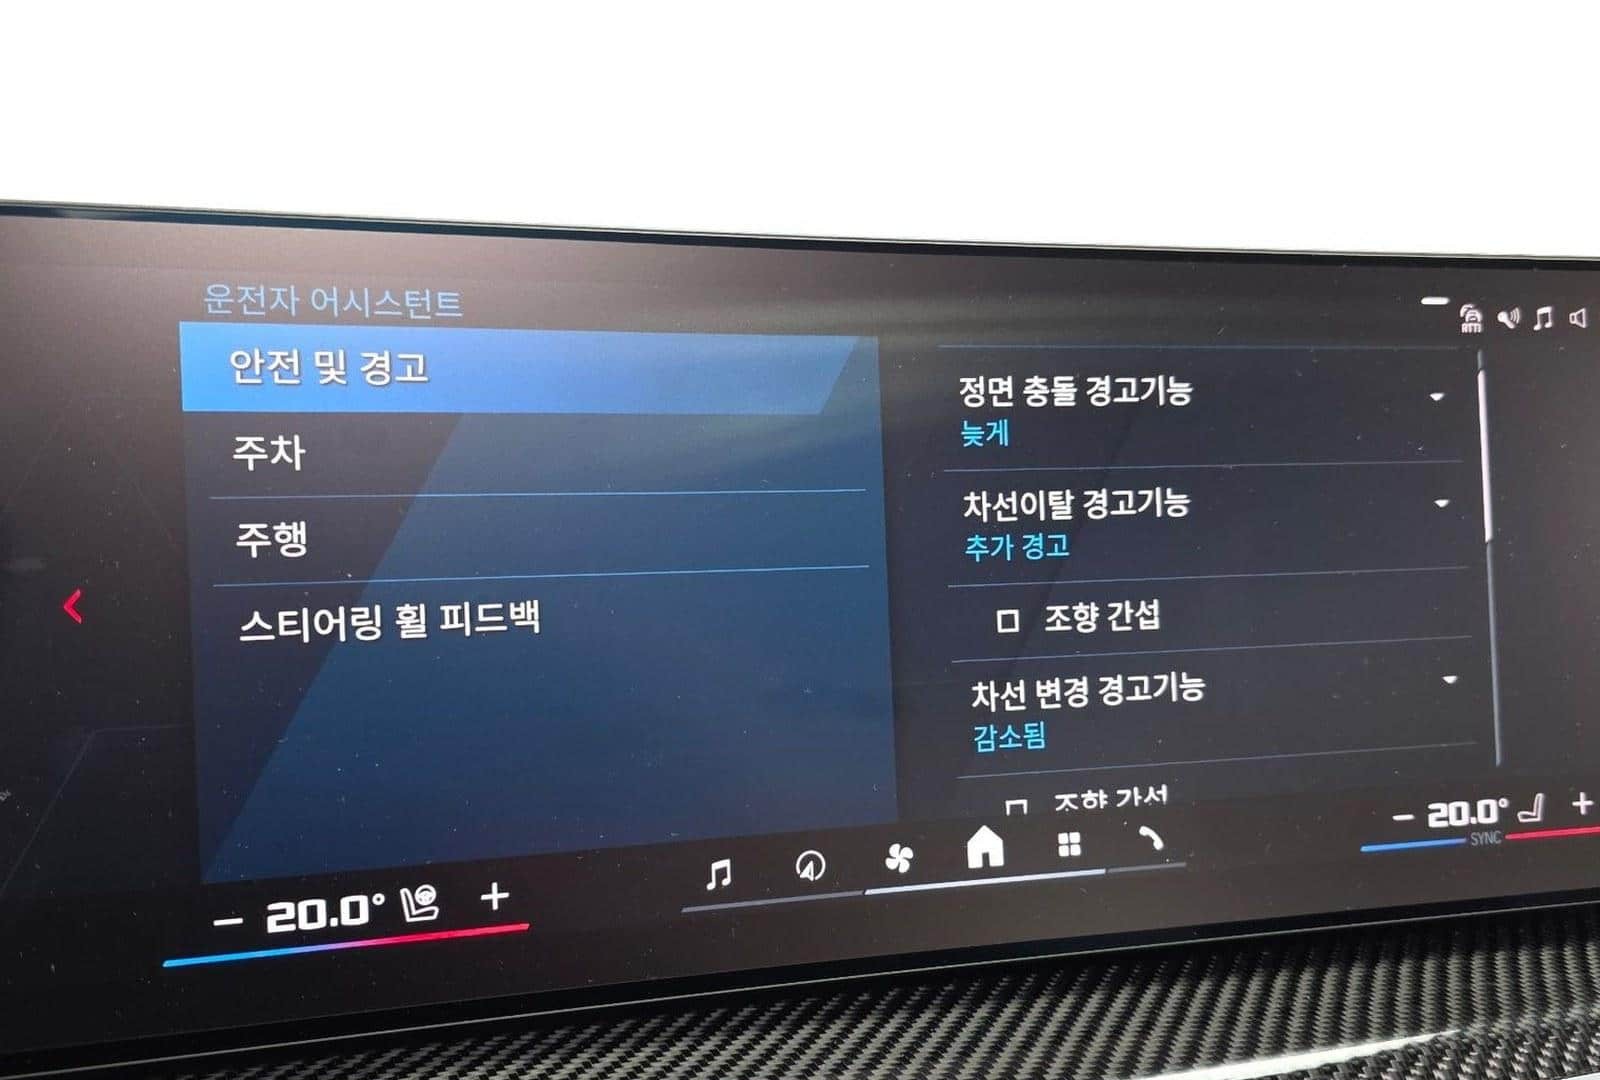 운전자 어시스턴트
안전 및 경고
주차
주행
스티어링 휠 피드백
정면 충돌 경고기능
늦게
차선이탈 경고기능
추가 경고
조향 간섭
차선 변경 경고기능
감소됨
조향 간섭
RTTI
− 20.0° +
− 20.0° +
SYNC